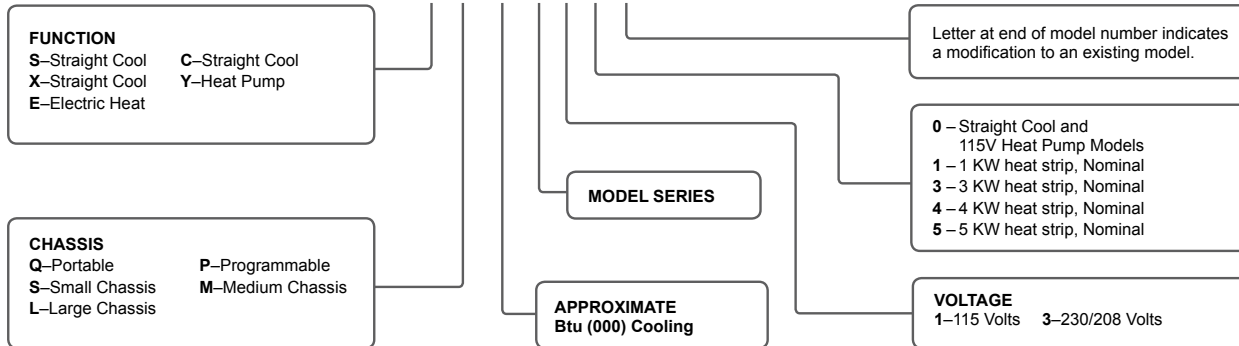 FUNCTION
S–Straight Cool C–Straight Cool
X–Straight Cool Y–Heat Pump
E–Electric Heat
CHASSIS
Q–Portable P–Programmable
S–Small Chassis M–Medium Chassis
L–Large Chassis
MODEL SERIES
APPROXIMATE
Btu (000) Cooling
Letter at end of model number indicates
a modification to an existing model.
0 – Straight Cool and
115V Heat Pump Models
1 – 1 KW heat strip, Nominal
3 – 3 KW heat strip, Nominal
4 – 4 KW heat strip, Nominal
5 – 5 KW heat strip, Nominal
VOLTAGE
1–115 Volts 3–230/208 Volts